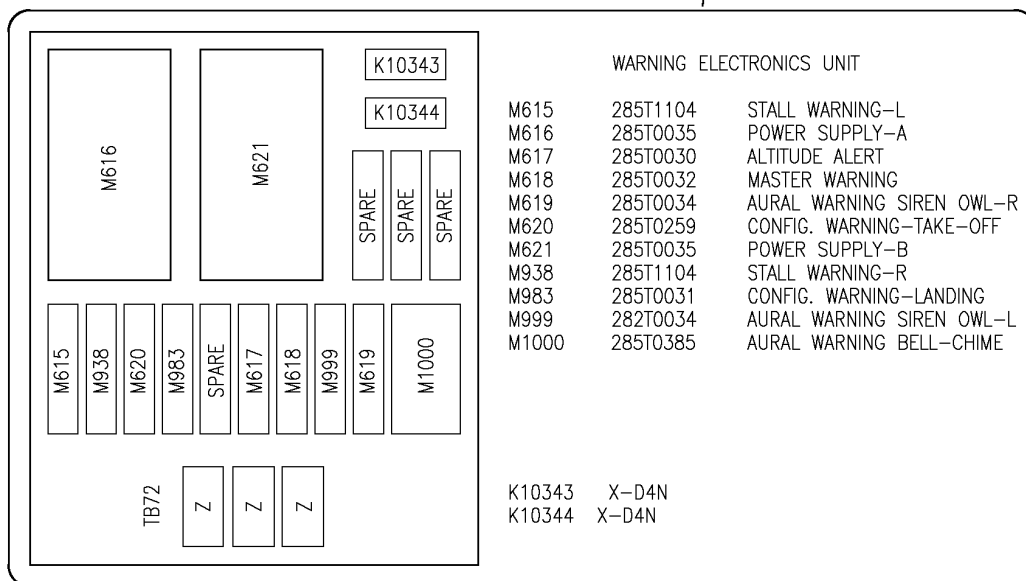 K10343
K10344
M616
M621
SPARE
SPARE
SPARE
M615
M938
M620
M983
SPARE
M617
M618
M999
M619
M1000
TB72
Z
Z
Z
WARNING ELECTRONICS UNIT
M615 285T1104 STALL WARNING-L
M616 285T0035 POWER SUPPLY-A
M617 285T0030 ALTITUDE ALERT
M618 285T0032 MASTER WARNING
M619 285T0034 AURAL WARNING SIREN OWL-R
M620 285T0259 CONFIG. WARNING-TAKE-OFF
M621 285T0035 POWER SUPPLY-B
M938 285T1104 STALL WARNING-R
M983 285T0031 CONFIG. WARNING-LANDING
M999 282T0034 AURAL WARNING SIREN OWL-L
M1000 285T0385 AURAL WARNING BELL-CHIME
K10343 X-D4N
K10344 X-D4N